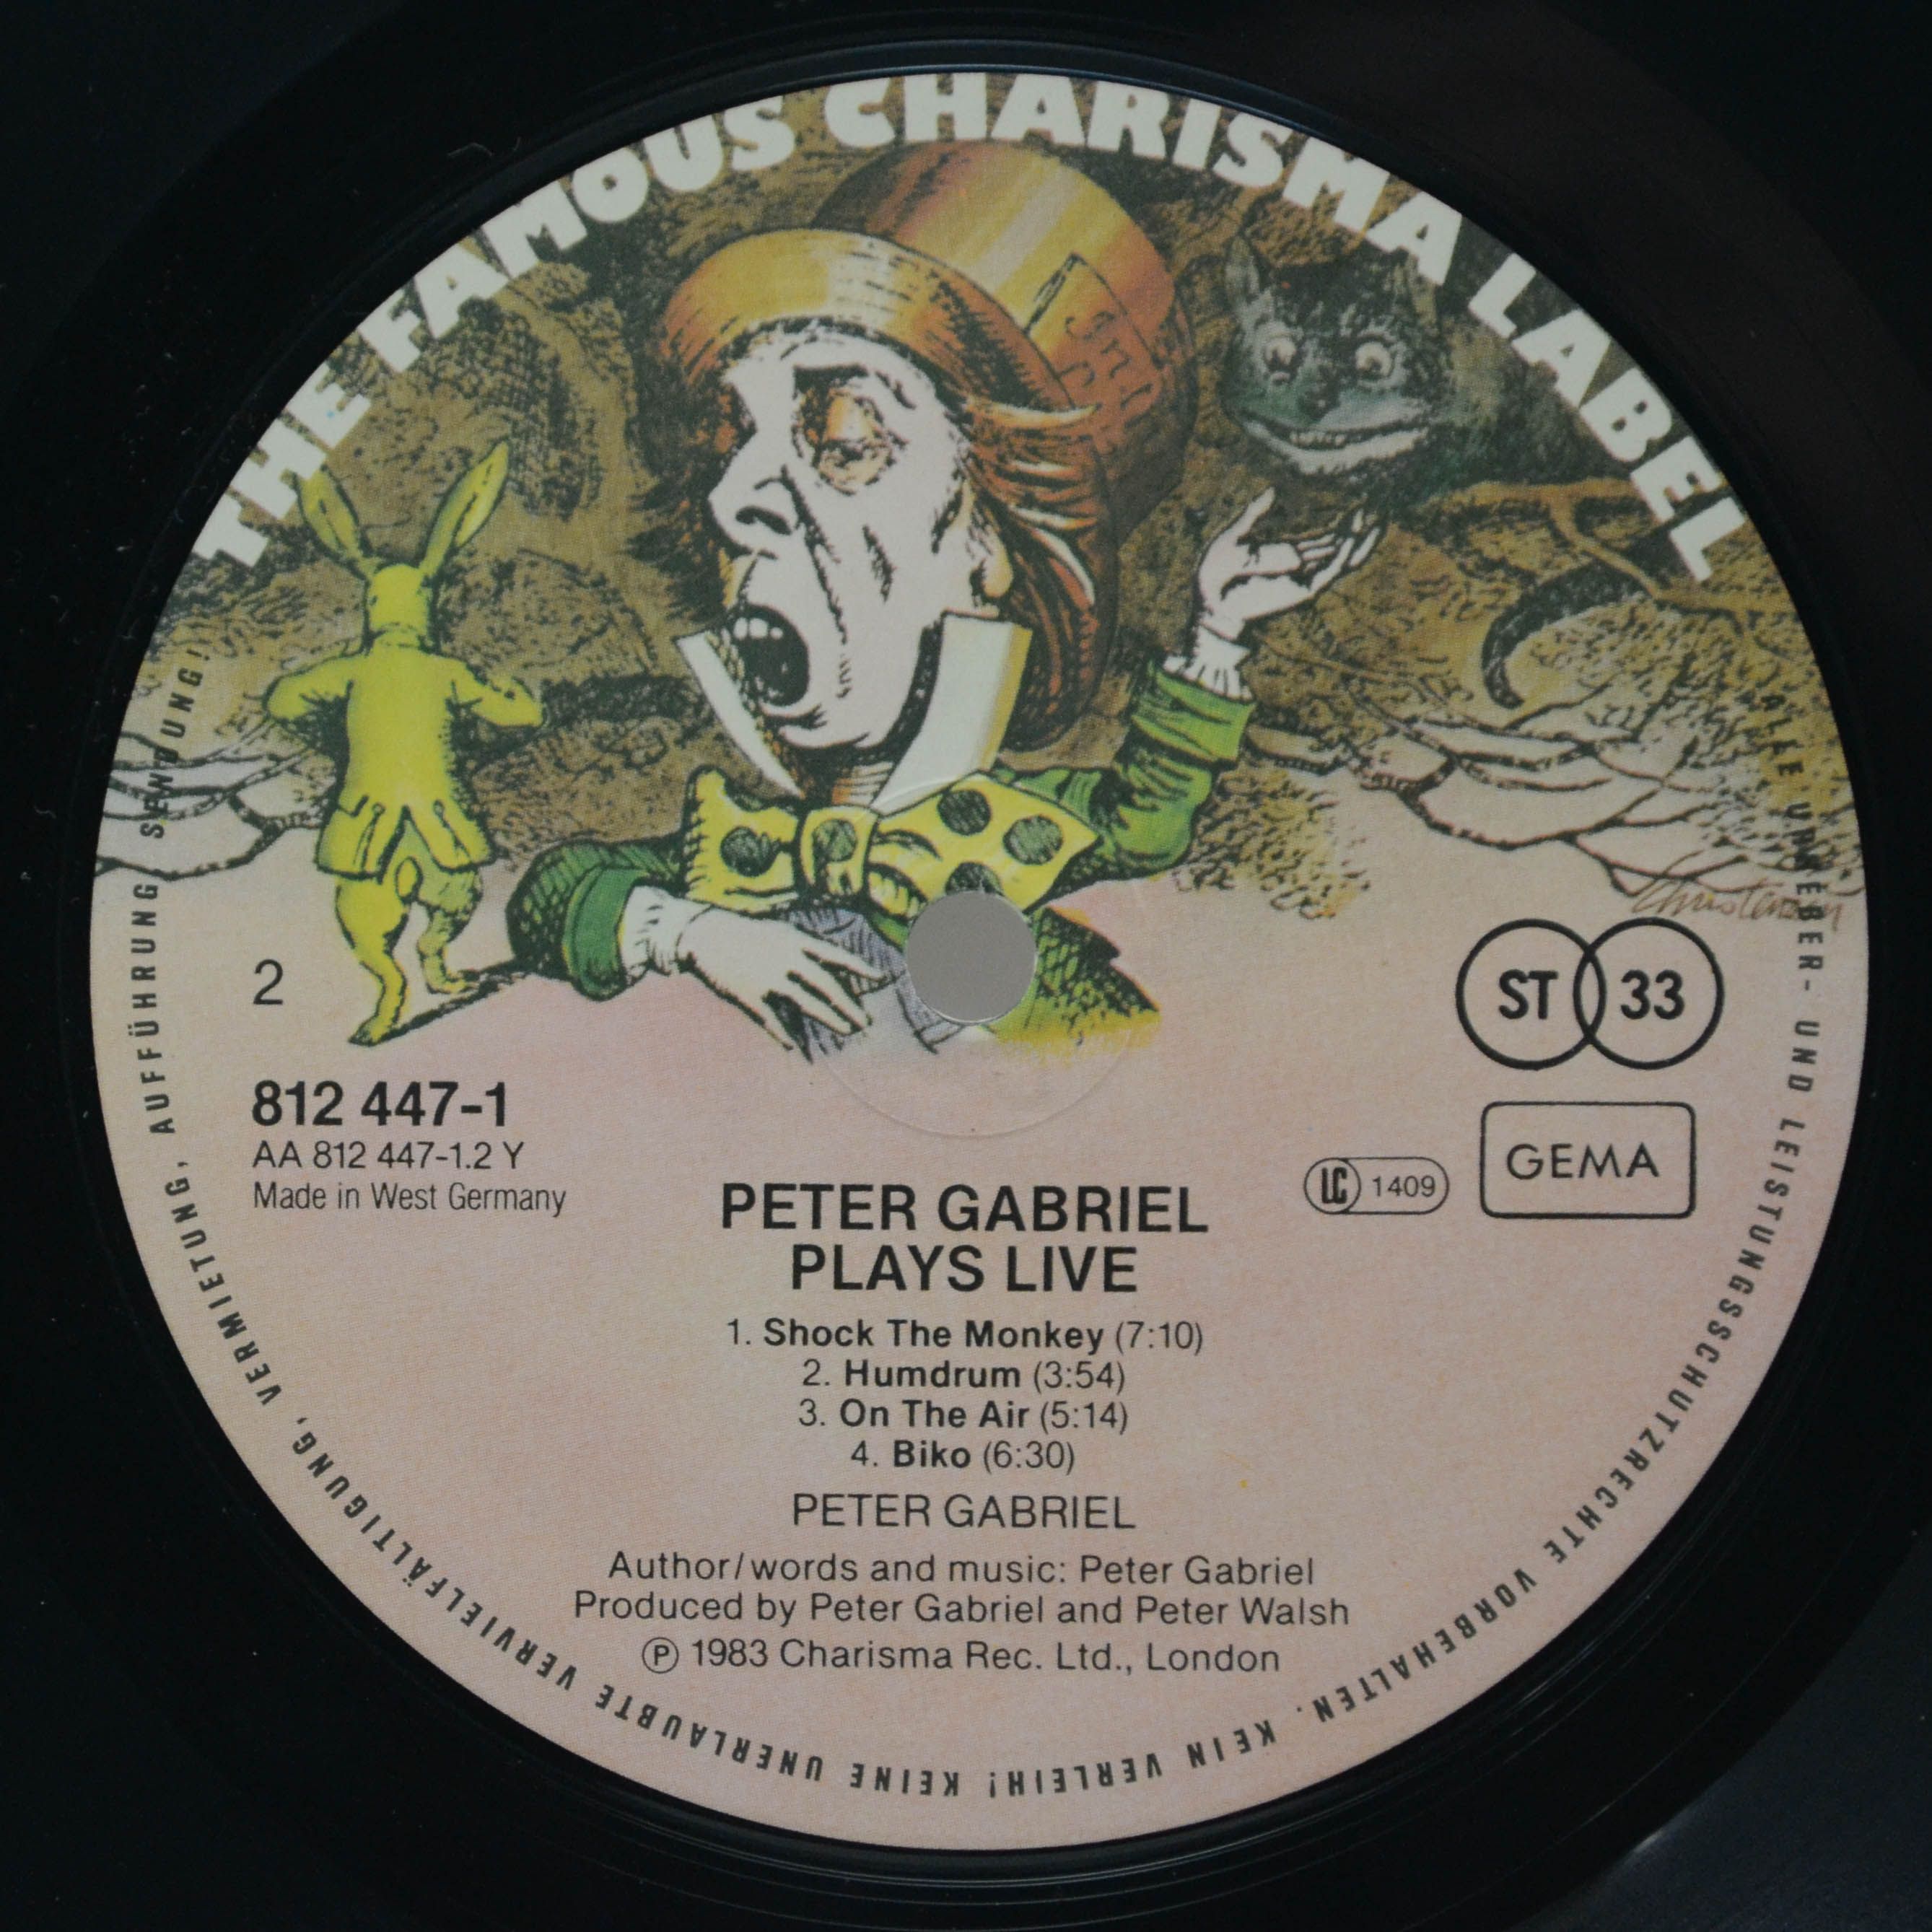 THE FAMOUS CHARISMA LABEL
2
ST 33
812 447-1
AA 812 447-1.2 Y
Made in West Germany
LC 1409
GEMA
PETER GABRIEL
PLAYS LIVE
1. Shock The Monkey (7:10)
2. Humdrum (3:54)
3. On The Air (5:14)
4. Biko (6:30)
PETER GABRIEL
Author/words and music: Peter Gabriel
Produced by Peter Gabriel and Peter Walsh
℗ 1983 Charisma Rec. Ltd., London
ALLE URHEBER- UND LEISTUNGSSCHUTZRECHTE VORBEHALTEN. KEIN VERLEIH! KEINE UNERLAUBTE VERVIELFÄLTIGUNG, VERMIETUNG, AUFFÜHRUNG, SENDUNG!